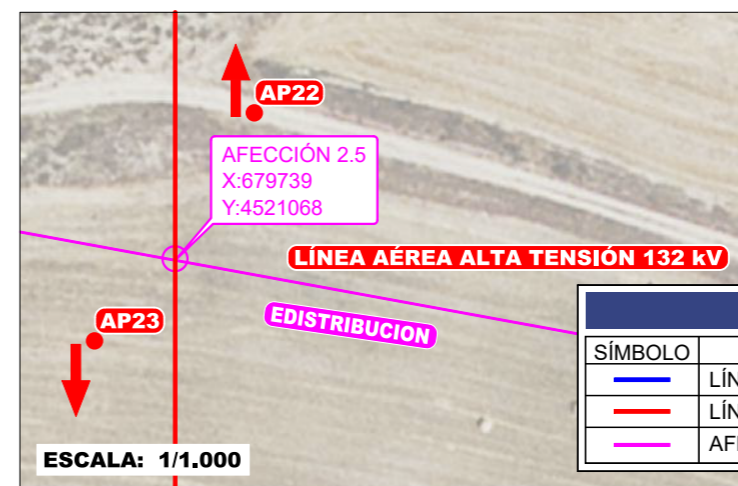 AP22
AFECCIÓN 2.5
X:679739
Y:4521068
LÍNEA AÉREA ALTA TENSIÓN 132 kV
EDISTRIBUCION
AP23
SÍMBOLO
ESCALA: 1/1.000